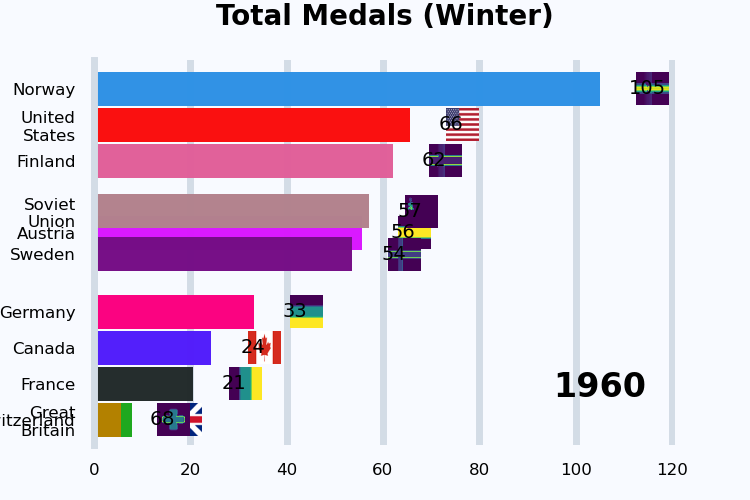 Total Medals (Winter)
Norway 105
United
States 66
Finland 62
Soviet
Union 57
Austria 56
Sweden 54
Germany 33
Canada 24
France 21
1960
Great
Britain
0 20 40 60 80 100 120